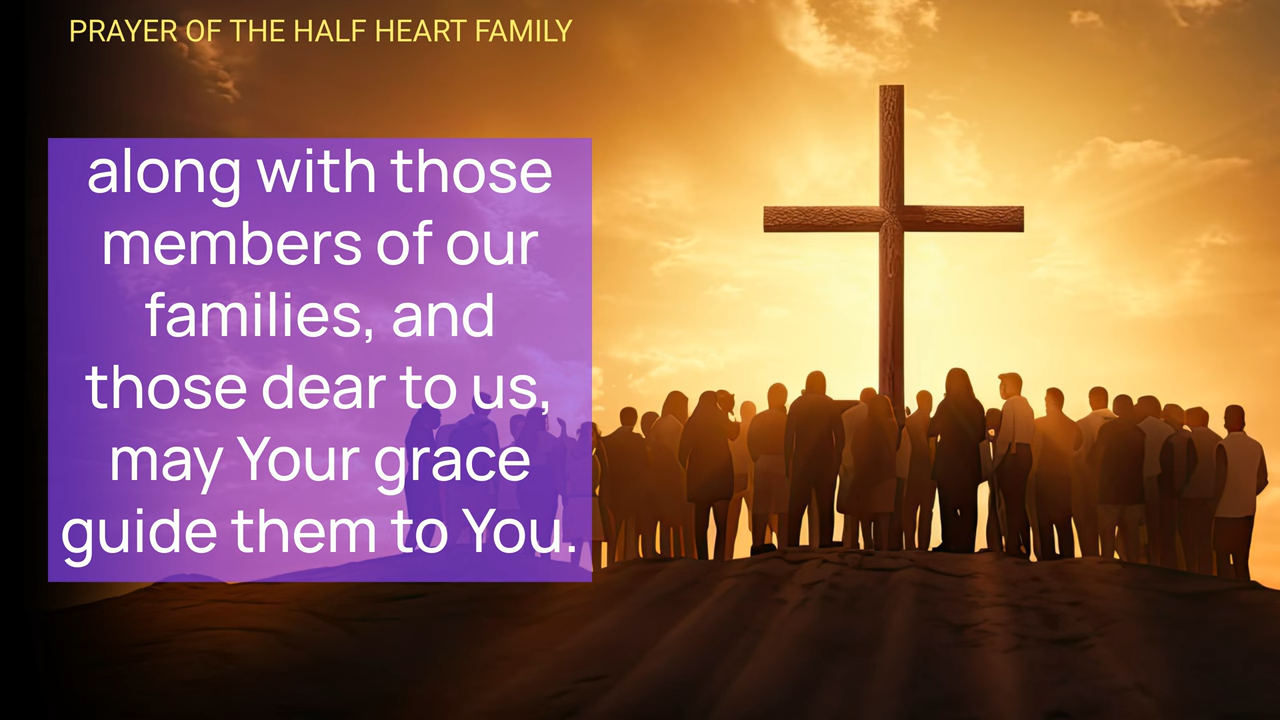 PRAYER OF THE HALF HEART FAMILY
along with those
members of our
families, and
those dear to us,
may Your grace
guide them to You.